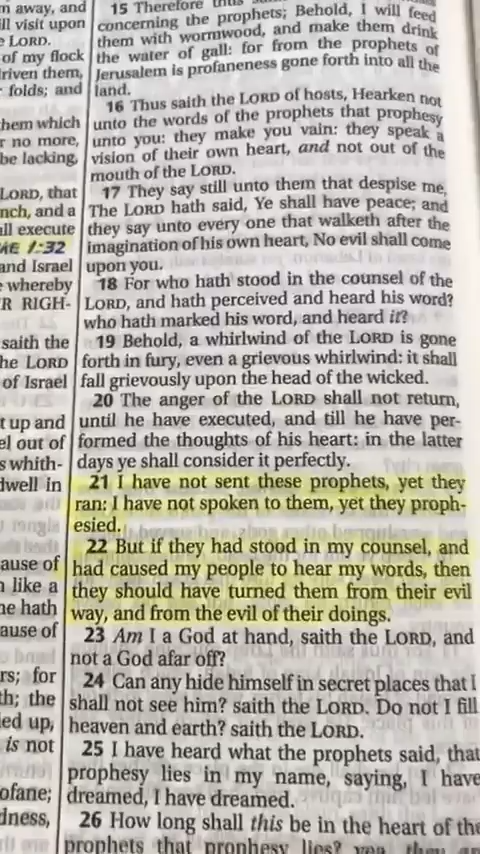 m away, and
ill visit upon
e LORD.
of my flock
riven them,
folds; and
hem which
r no more,
be lacking,
LORD, that
nch, and a
all execute
ME 1:32
and Israel
whereby
R RIGH-
saith the
he LORD
of Israel
t up and
el out of
s whith-
dwell in
ause of
n like a
ne hath
ause of
rs; for
th; the
led up,
is not
ofane;
dness,
15 Therefore thus
concerning the prophets; Behold, I will feed
them with wormwood, and make them drink
the water of gall: for from the prophets of
Jerusalem is profaneness gone forth into all the
land.
16 Thus saith the LORD of hosts, Hearken not
unto the words of the prophets that prophesy
unto you: they make you vain: they speak a
vision of their own heart, and not out of the
mouth of the LORD.
17 They say still unto them that despise me,
The LORD hath said, Ye shall have peace; and
they say unto every one that walketh after the
imagination of his own heart, No evil shall come
upon you.
18 For who hath stood in the counsel of the
LORD, and hath perceived and heard his word?
who hath marked his word, and heard it?
19 Behold, a whirlwind of the LORD is gone
forth in fury, even a grievous whirlwind: it shall
fall grievously upon the head of the wicked.
20 The anger of the LORD shall not return,
until he have executed, and till he have per-
formed the thoughts of his heart: in the latter
days ye shall consider it perfectly.
21 I have not sent these prophets, yet they
ran: I have not spoken to them, yet they proph-
esied.
22 But if they had stood in my counsel, and
had caused my people to hear my words, then
they should have turned them from their evil
way, and from the evil of their doings.
23 Am I a God at hand, saith the LORD, and
not a God afar off?
24 Can any hide himself in secret places that I
shall not see him? saith the LORD. Do not I fill
heaven and earth? saith the LORD.
25 I have heard what the prophets said, that
prophesy lies in my name, saying, I have
dreamed, I have dreamed.
26 How long shall this be in the heart of the
prophets that prophesy lies? yea, they